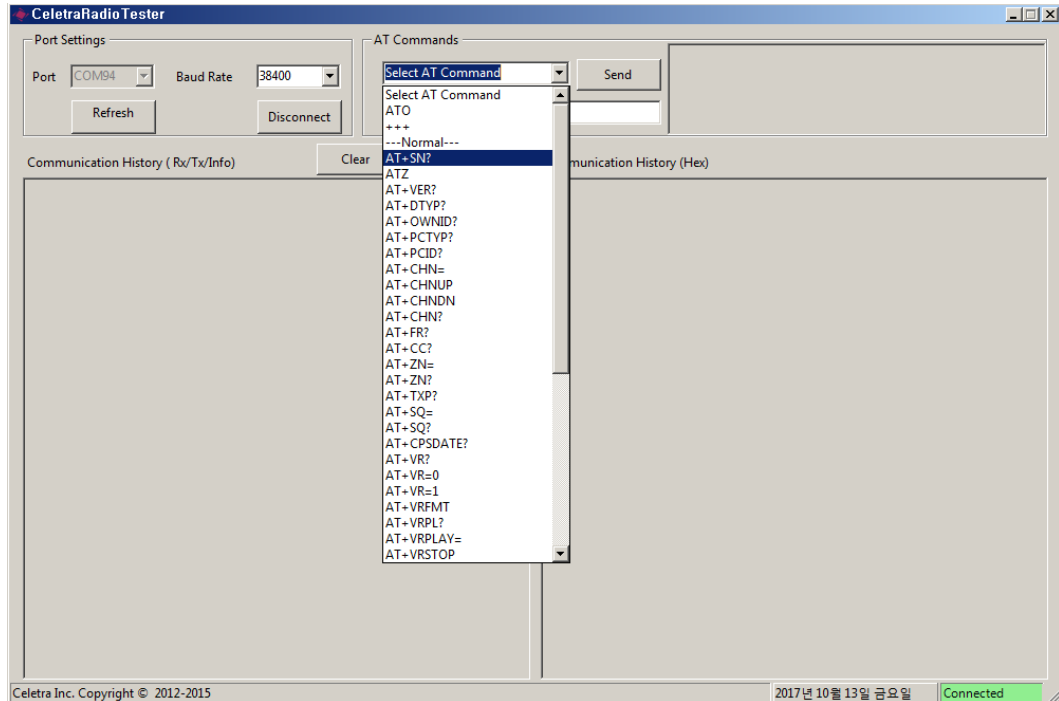 CeletraRadioTester
Port Settings
Port COM94 Baud Rate 38400
Refresh Disconnect
AT Commands
Select AT Command Send
Select AT Command
ATO
+++
---Normal---
AT+SN?
ATZ
AT+VER?
AT+DTYP?
AT+OWNID?
AT+PCTYP?
AT+PCID?
AT+CHN=
AT+CHNUP
AT+CHNDN
AT+CHN?
AT+FR?
AT+CC?
AT+ZN=
AT+ZN?
AT+TXP?
AT+SQ=
AT+SQ?
AT+CPSDATE?
AT+VR?
AT+VR=0
AT+VR=1
AT+VRFMT
AT+VRPL?
AT+VRPLAY=
AT+VRSTOP
Communication History ( Rx/Tx/Info) Clear
munication History (Hex)
Celetra Inc. Copyright © 2012-2015 2017년 10월 13일 금요일 Connected